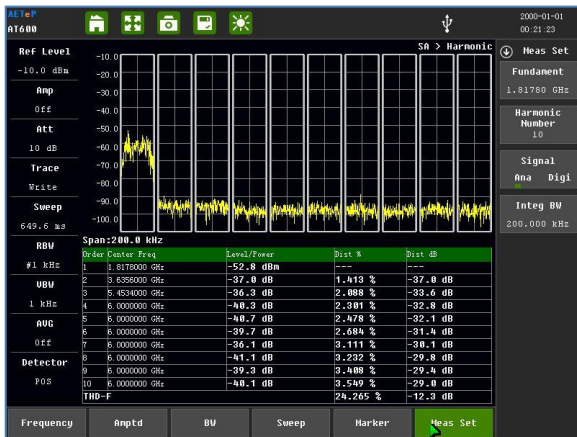 AETeP
AT600
2000-01-01
00:21:23
Ref Level
-10.0 dBm
Amp
Off
Att
10 dB
Trace
Write
Sweep
649.6 ms
RBW
#1 kHz
VBW
1 kHz
AVG
Off
Detector
POS
SA > Harmonic
-10.0
-20.0
-30.0
-40.0
-50.0
-60.0
-70.0
-80.0
-90.0
-100.0
Span:200.0 kHz
Order Center Freq Level/Power Dist % Dist dB
1 1.8178000 GHz -52.8 dBm --- ---
2 3.6356000 GHz -37.0 dB 1.413 % -37.0 dB
3 5.4534000 GHz -36.3 dB 2.088 % -33.6 dB
4 6.0000000 GHz -40.3 dB 2.301 % -32.8 dB
5 6.0000000 GHz -40.7 dB 2.478 % -32.1 dB
6 6.0000000 GHz -39.7 dB 2.684 % -31.4 dB
7 6.0000000 GHz -36.1 dB 3.111 % -30.1 dB
8 6.0000000 GHz -41.1 dB 3.232 % -29.8 dB
9 6.0000000 GHz -39.3 dB 3.408 % -29.4 dB
10 6.0000000 GHz -40.1 dB 3.549 % -29.0 dB
THD-F 24.265 % -12.3 dB
Meas Set
Fundament
1.81780 GHz
Harmonic
Number
10
Signal
Ana Digi
Integ BW
200.000 kHz
Frequency Amptd BW Sweep Marker Meas Set